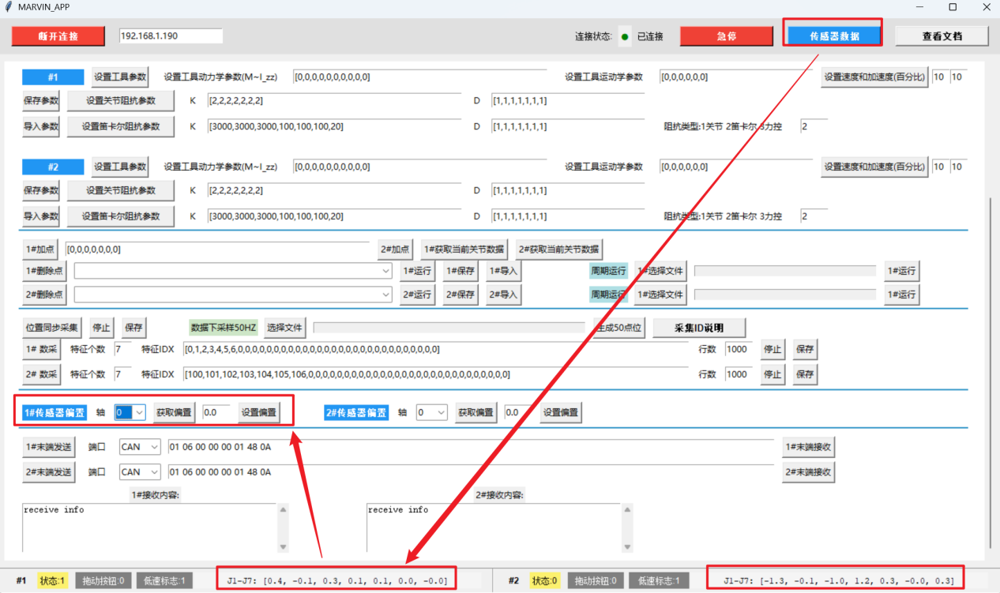 MARVIN_APP
断开连接 192.168.1.190 连接状态: 已连接 急停 传感器数据 查看文档
#1 设置工具参数 设置工具动力学参数(M~I_zz) [0,0,0,0,0,0,0,0,0,0] 设置工具运动学参数 [0,0,0,0,0,0] 设置速度和加速度(百分比) 10 10
保存参数 设置关节阻抗参数 K [2,2,2,2,2,2,2] D [1,1,1,1,1,1,1]
导入参数 设置笛卡尔阻抗参数 K [3000,3000,3000,100,100,100,20] D [1,1,1,1,1,1,1] 阻抗类型:1关节 2笛卡尔 3力控 2
#2 设置工具参数 设置工具动力学参数(M~I_zz) [0,0,0,0,0,0,0,0,0,0] 设置工具运动学参数 [0,0,0,0,0,0] 设置速度和加速度(百分比) 10 10
保存参数 设置关节阻抗参数 K [2,2,2,2,2,2,2] D [1,1,1,1,1,1,1]
导入参数 设置笛卡尔阻抗参数 K [3000,3000,3000,100,100,100,20] D [1,1,1,1,1,1,1] 阻抗类型:1关节 2笛卡尔 3力控 2
1#加点 [0,0,0,0,0,0,0] 2#加点 1#获取当前关节数据 2#获取当前关节数据
1#删除点 1#运行 1#保存 1#导入 周期运行 1#选择文件 1#运行
2#删除点 2#运行 2#保存 2#导入 周期运行 1#选择文件 1#运行
位置同步采集 停止 保存 数据下采样50HZ 选择文件 生成50点位 采集ID说明
1# 数采 特征个数 7 特征IDX [0,1,2,3,4,5,6,0,0,0,0,0,0,0,0,0,0,0,0,0,0,0,0,0,0,0,0,0,0,0,0,0,0,0,0] 行数 1000 停止 保存
2# 数采 特征个数 7 特征IDX [100,101,102,103,104,105,106,0,0,0,0,0,0,0,0,0,0,0,0,0,0,0,0,0,0,0,0,0,0,0,0,0,0,0,0] 行数 1000 停止 保存
1#传感器偏置 轴 0 获取偏置 0.0 设置偏置 2#传感器偏置 轴 0 获取偏置 0.0 设置偏置
1#末端发送 端口 CAN 01 06 00 00 00 01 48 0A 1#末端接收
2#末端发送 端口 CAN 01 06 00 00 00 01 48 0A 2#末端接收
1#接收内容: 2#接收内容:
receive info receive info
#1 状态:1 拖动按钮:0 低速标志:1 J1-J7: [0.4, -0.1, 0.3, 0.1, 0.1, 0.0, -0.0] #2 状态:0 拖动按钮:0 低速标志:1 J1-J7: [-1.3, -0.1, -1.0, 1.2, 0.3, -0.0, 0.3]